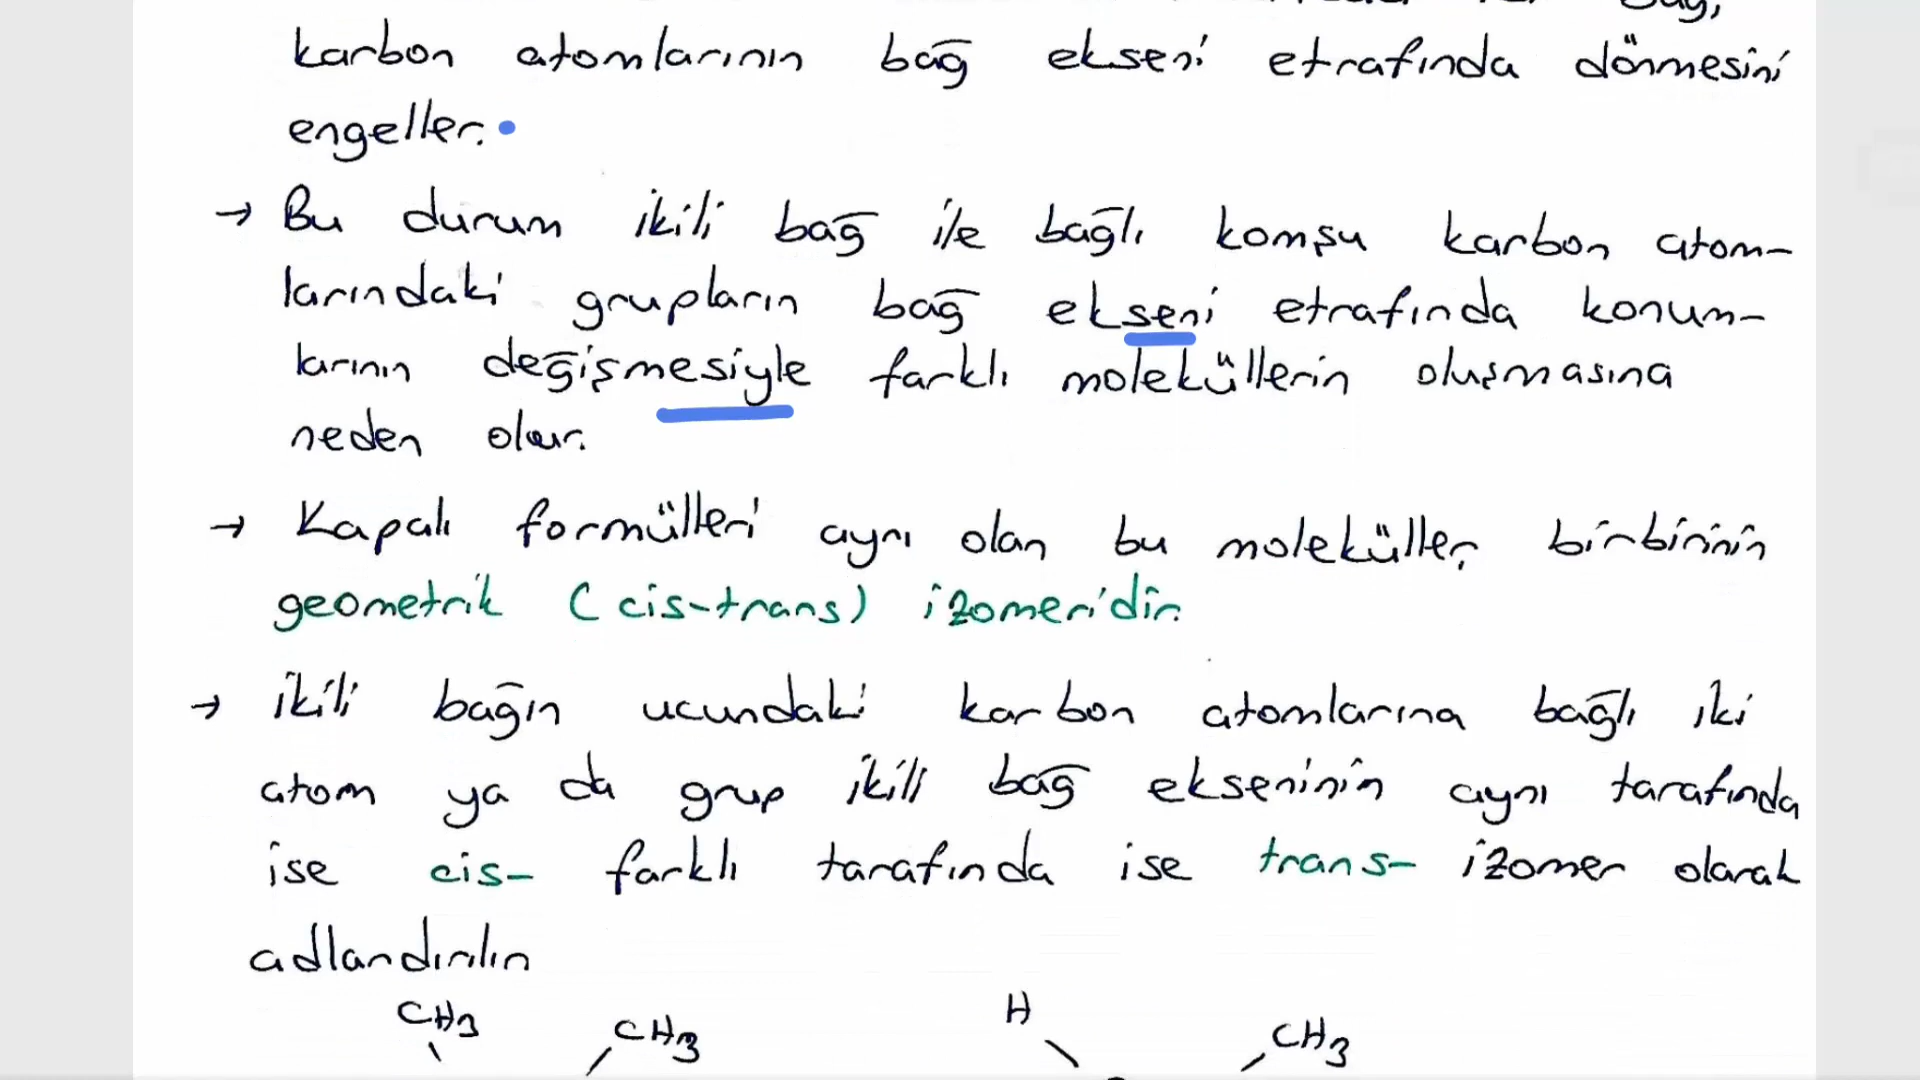 karbon atomlarının bağ ekseni etrafında dönmesini
engeller.
→ Bu durum ikili bağ ile bağlı komşu karbon atom-
larındaki grupların bağ ekseni etrafında konum-
larının değişmesiyle farklı moleküllerin oluşmasına
neden olur.
→ Kapalı formülleri aynı olan bu moleküller birbirinin
geometrik (cis-trans) izomeridir.
→ ikili bağın ucundaki karbon atomlarına bağlı iki
atom ya da grup ikili bağ ekseninin aynı tarafında
ise cis- farklı tarafında ise trans- izomer olarak
adlandırılır
CH3 CH3 H CH3